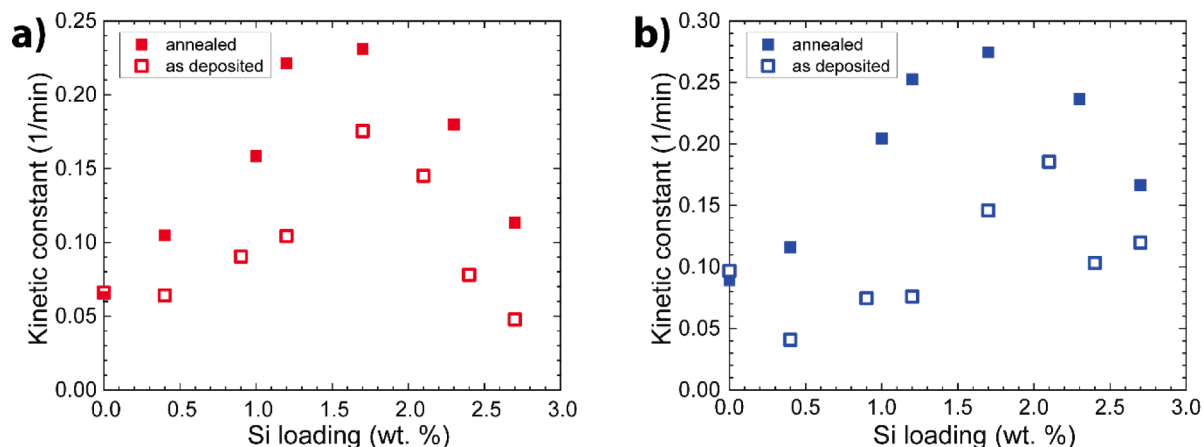 a)
annealed
as deposited
Kinetic constant (1/min)
0.25
0.20
0.15
0.10
0.05
0.00
0.0 0.5 1.0 1.5 2.0 2.5 3.0
Si loading (wt. %)
b)
annealed
as deposited
Kinetic constant (1/min)
0.30
0.25
0.20
0.15
0.10
0.05
0.00
0.0 0.5 1.0 1.5 2.0 2.5 3.0
Si loading (wt. %)